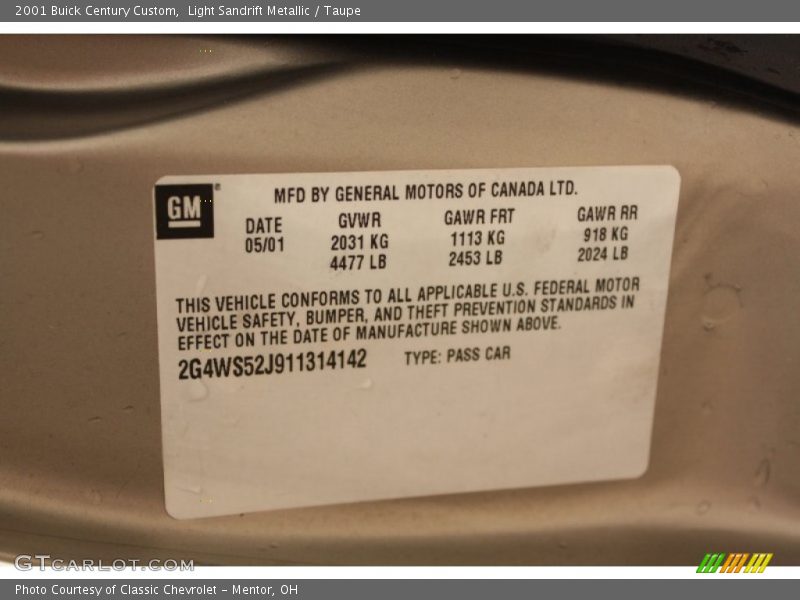 2001 Buick Century Custom,  Light Sandrift Metallic / Taupe
GM
MFD BY GENERAL MOTORS OF CANADA LTD.
DATE GVWR GAWR FRT GAWR RR
05/01 2031 KG 1113 KG 918 KG
4477 LB 2453 LB 2024 LB
THIS VEHICLE CONFORMS TO ALL APPLICABLE U.S. FEDERAL MOTOR
VEHICLE SAFETY, BUMPER, AND THEFT PREVENTION STANDARDS IN
EFFECT ON THE DATE OF MANUFACTURE SHOWN ABOVE.
2G4WS52J911314142 TYPE: PASS CAR
GTCARLOT.COM
Photo Courtesy of Classic Chevrolet - Mentor, OH